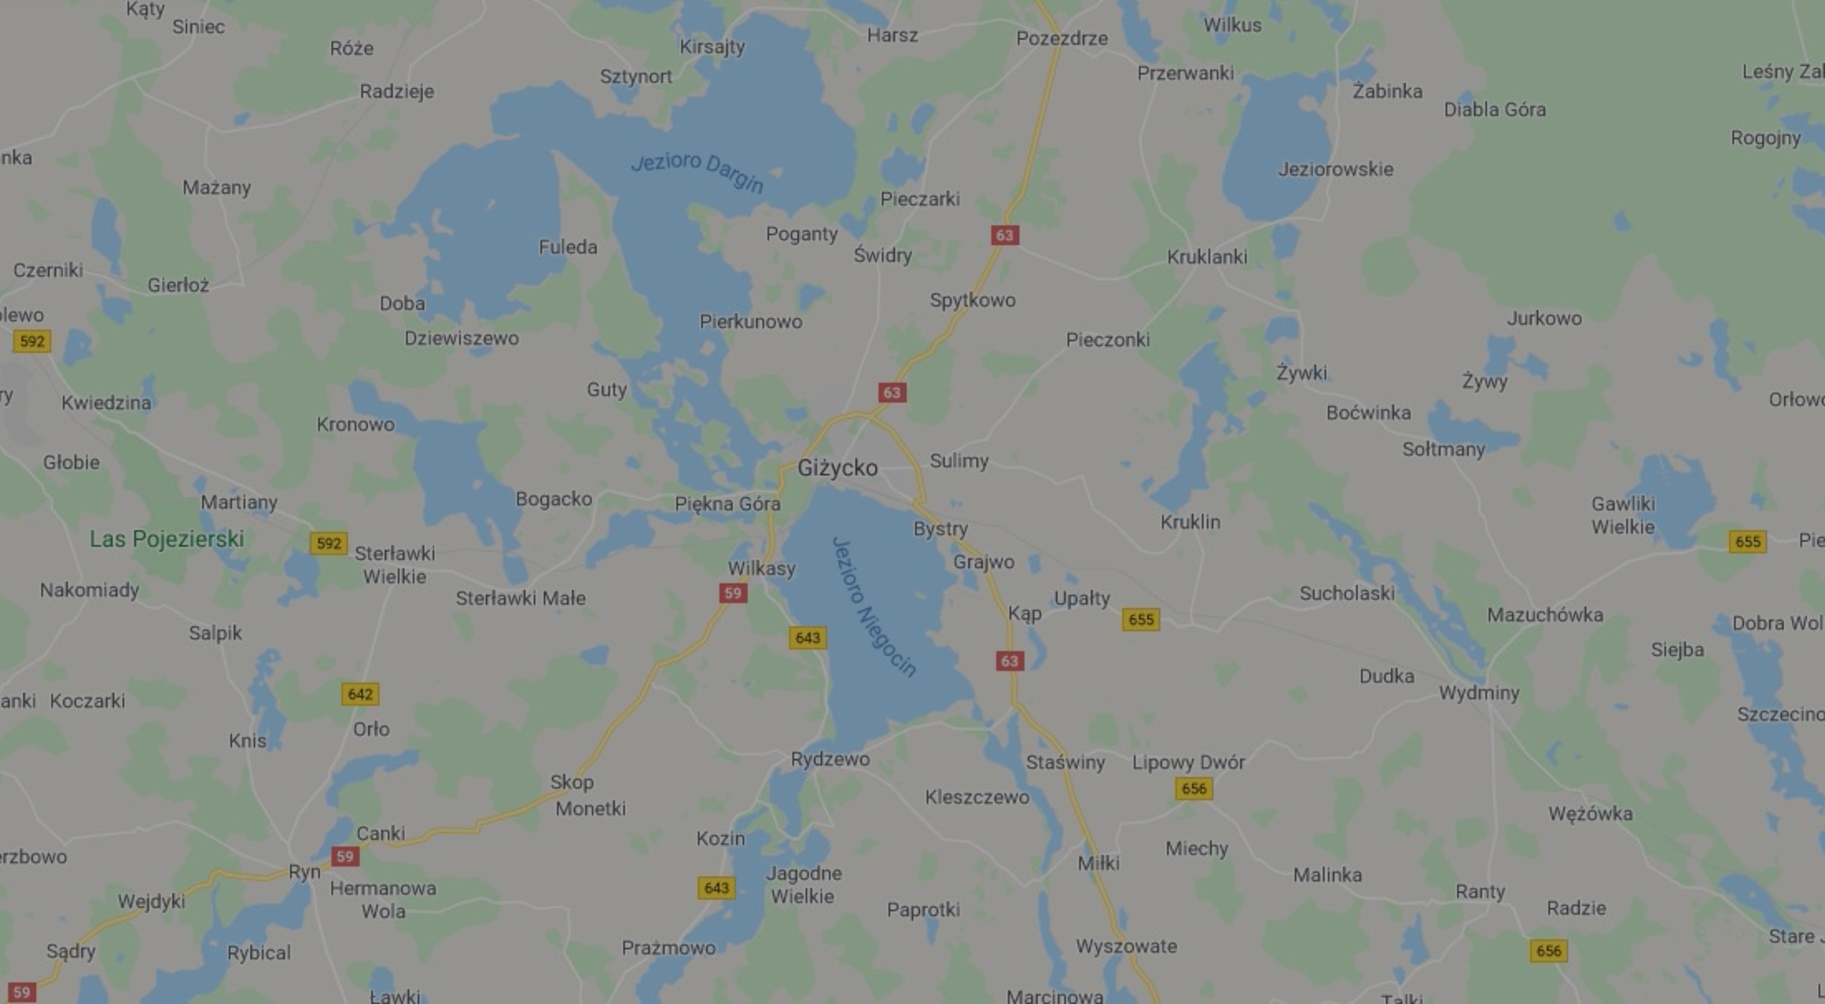 Kąty
Siniec
Róże
Radzieje
Kirsajty
Sztynort
Harsz
Pozezdrze
Wilkus
Przerwanki
Żabinka
Diabla Góra
Leśny Zal
Rogojny
nka
Mażany
Jezioro Dargin
Pieczarki
Jeziorowskie
63
Poganty
Świdry
Fuleda
Kruklanki
Czerniki
Gierłoż
Doba
Spytkowo
lewo
592
Dziewiszewo
Pierkunowo
Pieczonki
Jurkowo
Guty
63
Żywki
Żywy
ry
Kwiedzina
Kronowo
Boćwinka
Orłowo
Głobie
Giżycko
Sulimy
Sołtmany
Martiany
Bogacko
Piękna Góra
Gawliki
Wielkie
Kruklin
Bystry
Las Pojezierski
592
Sterławki
Wielkie
655
Pie
Wilkasy
Jezioro Niegocin
Grajwo
Nakomiady
Sterławki Małe
59
Kąp
Upałty
655
Sucholaski
Mazuchówka
Dobra Wol
Salpik
643
63
Siejba
Dudka
Wydminy
anki
Koczarki
642
Orło
Knis
Szczecino
Rydzewo
Staświny
Lipowy Dwór
656
Skop
Monetki
Kleszczewo
Wężówka
Canki
Kozin
Miechy
59
erzbowo
Ryn
Miłki
Malinka
Hermanowa
Wola
643
Jagodne
Wielkie
Ranty
Wejdyki
Paprotki
Radzie
Sądry
Rybical
Prażmowo
Wyszowate
656
Stare J
59
Ławki
Marcinowa
Talki